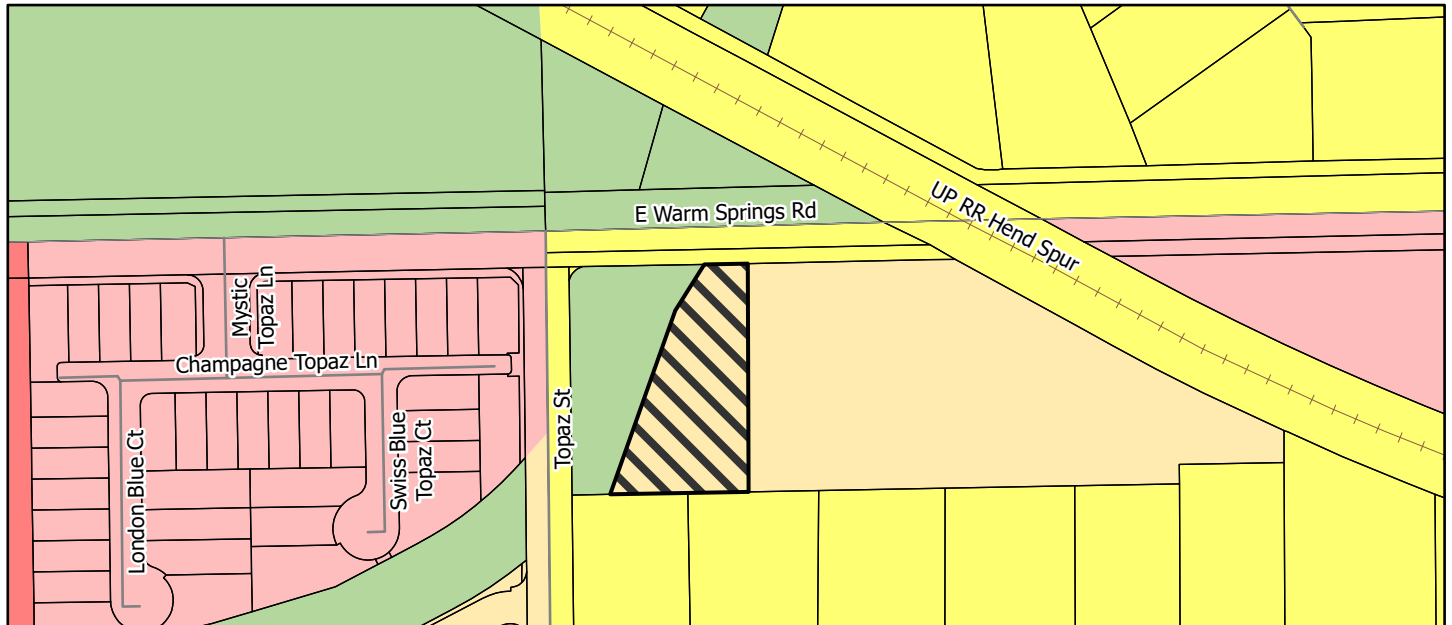 E Warm Springs Rd
UP RR Hend Spur
Mystic
Topaz Ln
Champagne Topaz Ln
London Blue Ct
Swiss Blue
Topaz Ct
Topaz St